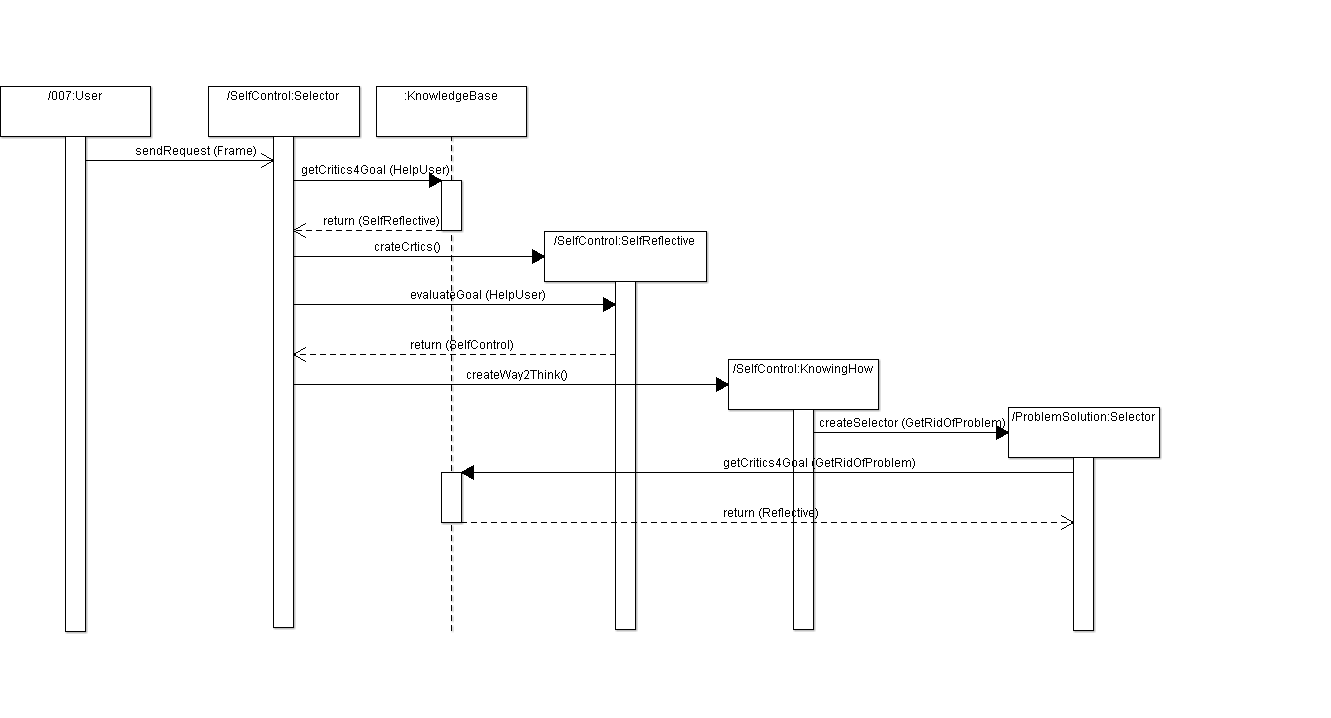 /007:User
/SelfControl:Selector
:KnowledgeBase
sendRequest (Frame)
getCritics4Goal (HelpUser)
return (SelfReflective)
/SelfControl:SelfReflective
crateCrtics()
evaluateGoal (HelpUser)
return (SelfControl)
/SelfControl:KnowingHow
createWay2Think()
/ProblemSolution:Selector
createSelector (GetRidOfProblem)
getCritics4Goal (GetRidOfProblem)
return (Reflective)